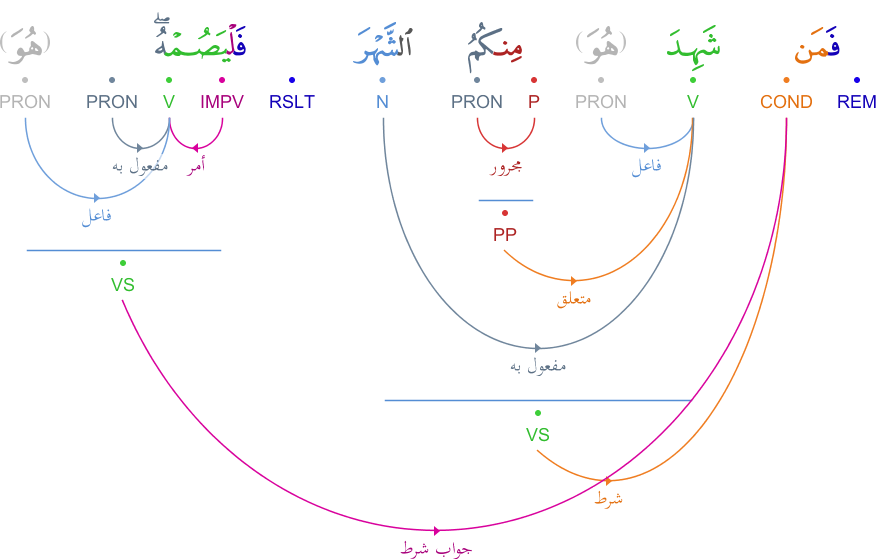 فَمَن شَهِدَ (هُوَ) مِنكُمُ ٱلشَّهْرَ فَلْيَصُمْهُ ۖ (هُوَ)
REM COND V PRON P PRON N RSLT IMPV V PRON PRON
فاعل مجرور أمر مفعول به
فاعل
PP
VS
متعلق
مفعول به
VS
شرط
جواب شرط